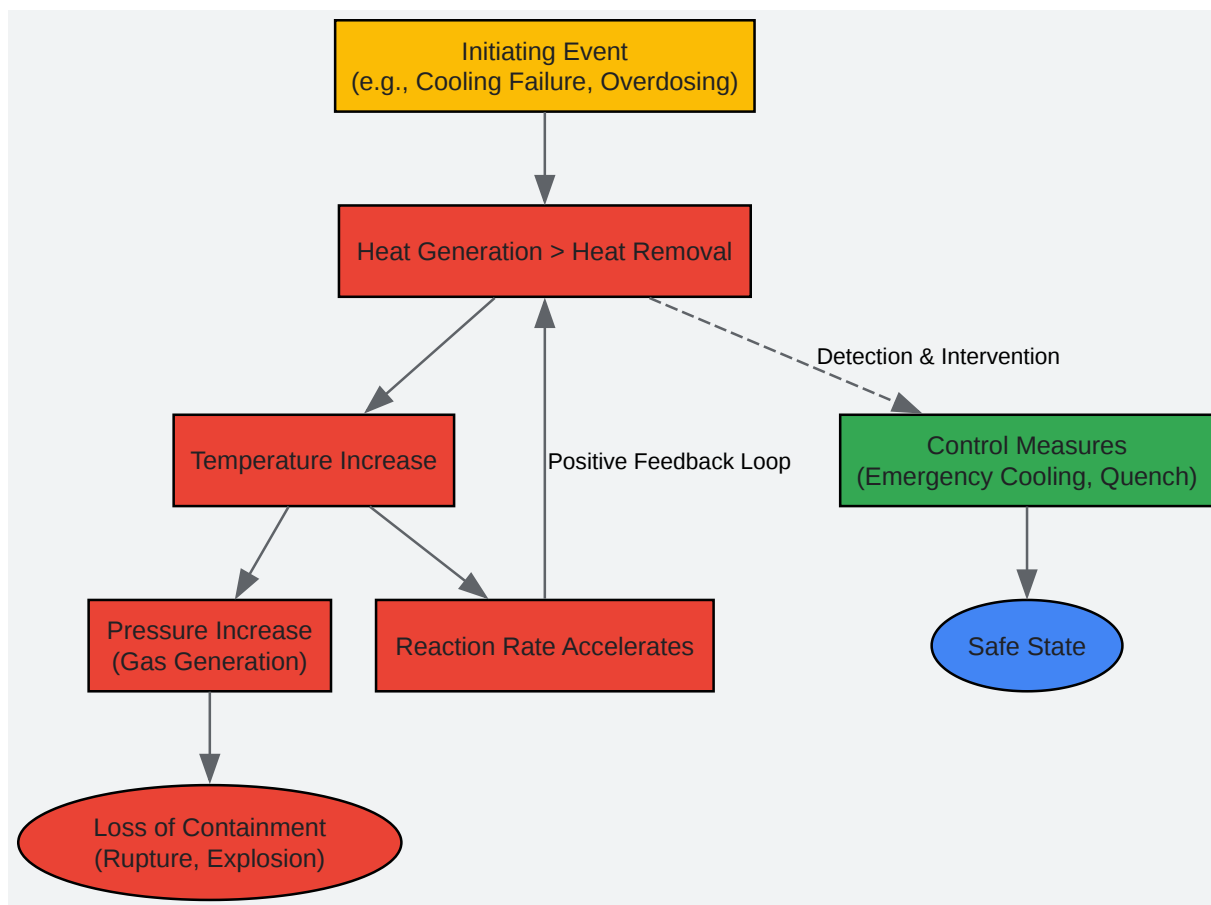 Initiating Event
(e.g., Cooling Failure, Overdosing)
Heat Generation > Heat Removal
Detection & Intervention
Temperature Increase
Positive Feedback Loop
Control Measures
(Emergency Cooling, Quench)
Pressure Increase
(Gas Generation)
Reaction Rate Accelerates
Safe State
Loss of Containment
(Rupture, Explosion)